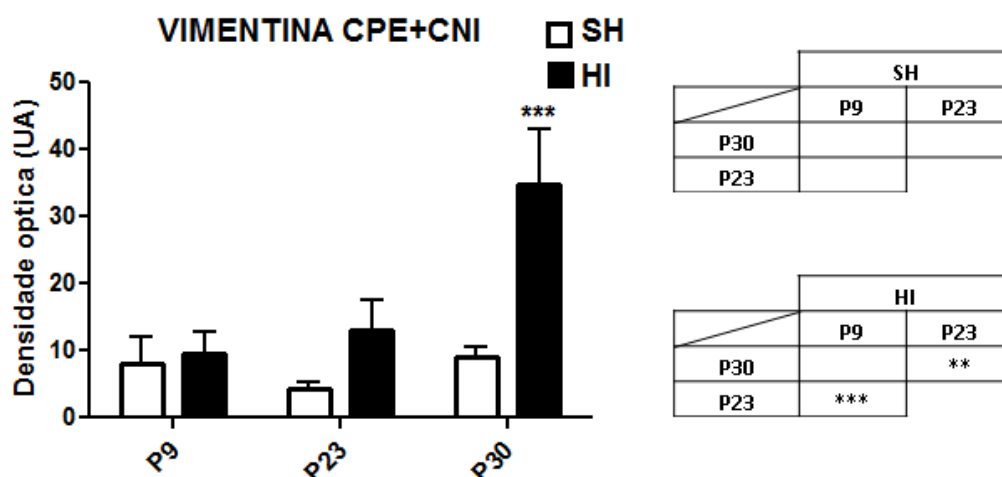 VIMENTINA CPE+CNI
SH
HI
Densidade optica (UA)
50
40
30
20
10
0
***
P9
P23
P30
SH
P9 P23
P30
P23
HI
P9 P23
P30 **
P23 ***